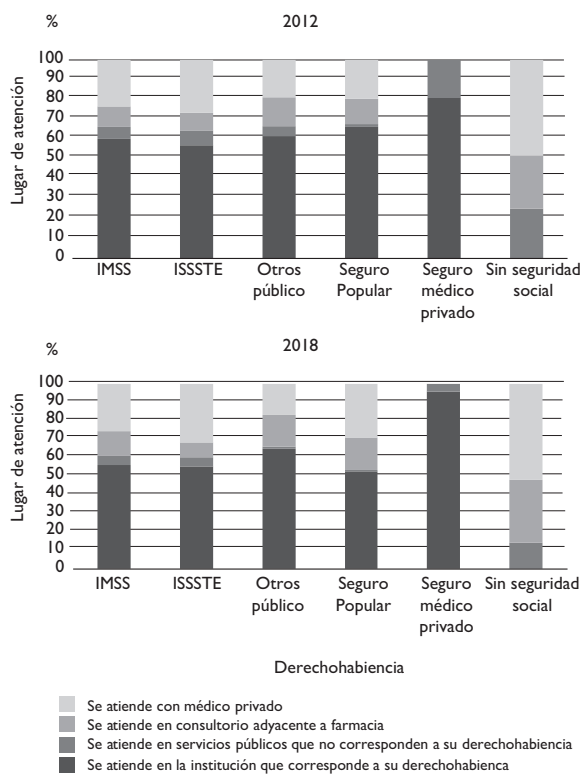 %
2012
Lugar de atención
100
90
80
70
60
50
40
30
20
10
0
IMSS
ISSSTE
Otros
público
Seguro
Popular
Seguro
médico
privado
Sin seguridad
social
%
2018
Lugar de atención
100
90
80
70
60
50
40
30
20
10
0
IMSS
ISSSTE
Otros
público
Seguro
Popular
Seguro
médico
privado
Sin seguridad
social
Derechohabiencia
Se atiende con médico privado
Se atiende en consultorio adyacente a farmacia
Se atiende en servicios públicos que no corresponden a su derechohabiencia
Se atiende en la institución que corresponde a su derechohabienca